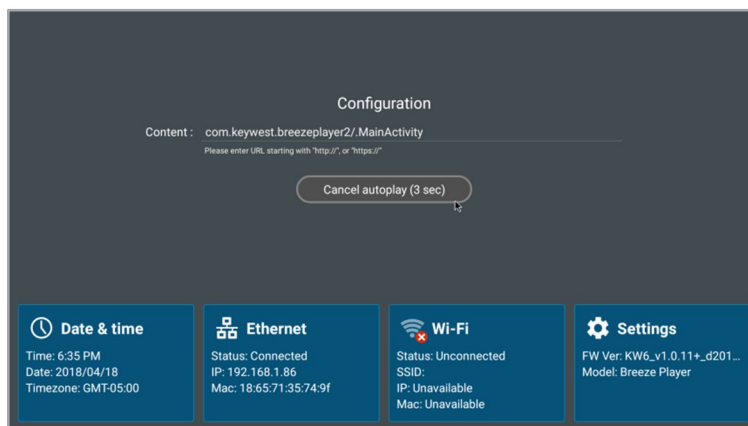 Configuration
Content : com.keywest.breezeplayer2/.MainActivity
Please enter URL starting with "http://", or "https://"
Cancel autoplay (3 sec)
Date & time
Time: 6:35 PM
Date: 2018/04/18
Timezone: GMT-05:00
Ethernet
Status: Connected
IP: 192.168.1.86
Mac: 18:65:71:35:74:9f
Wi-Fi
Status: Unconnected
SSID:
IP: Unavailable
Mac: Unavailable
Settings
FW Ver: KW6_v1.0.11+_d201...
Model: Breeze Player